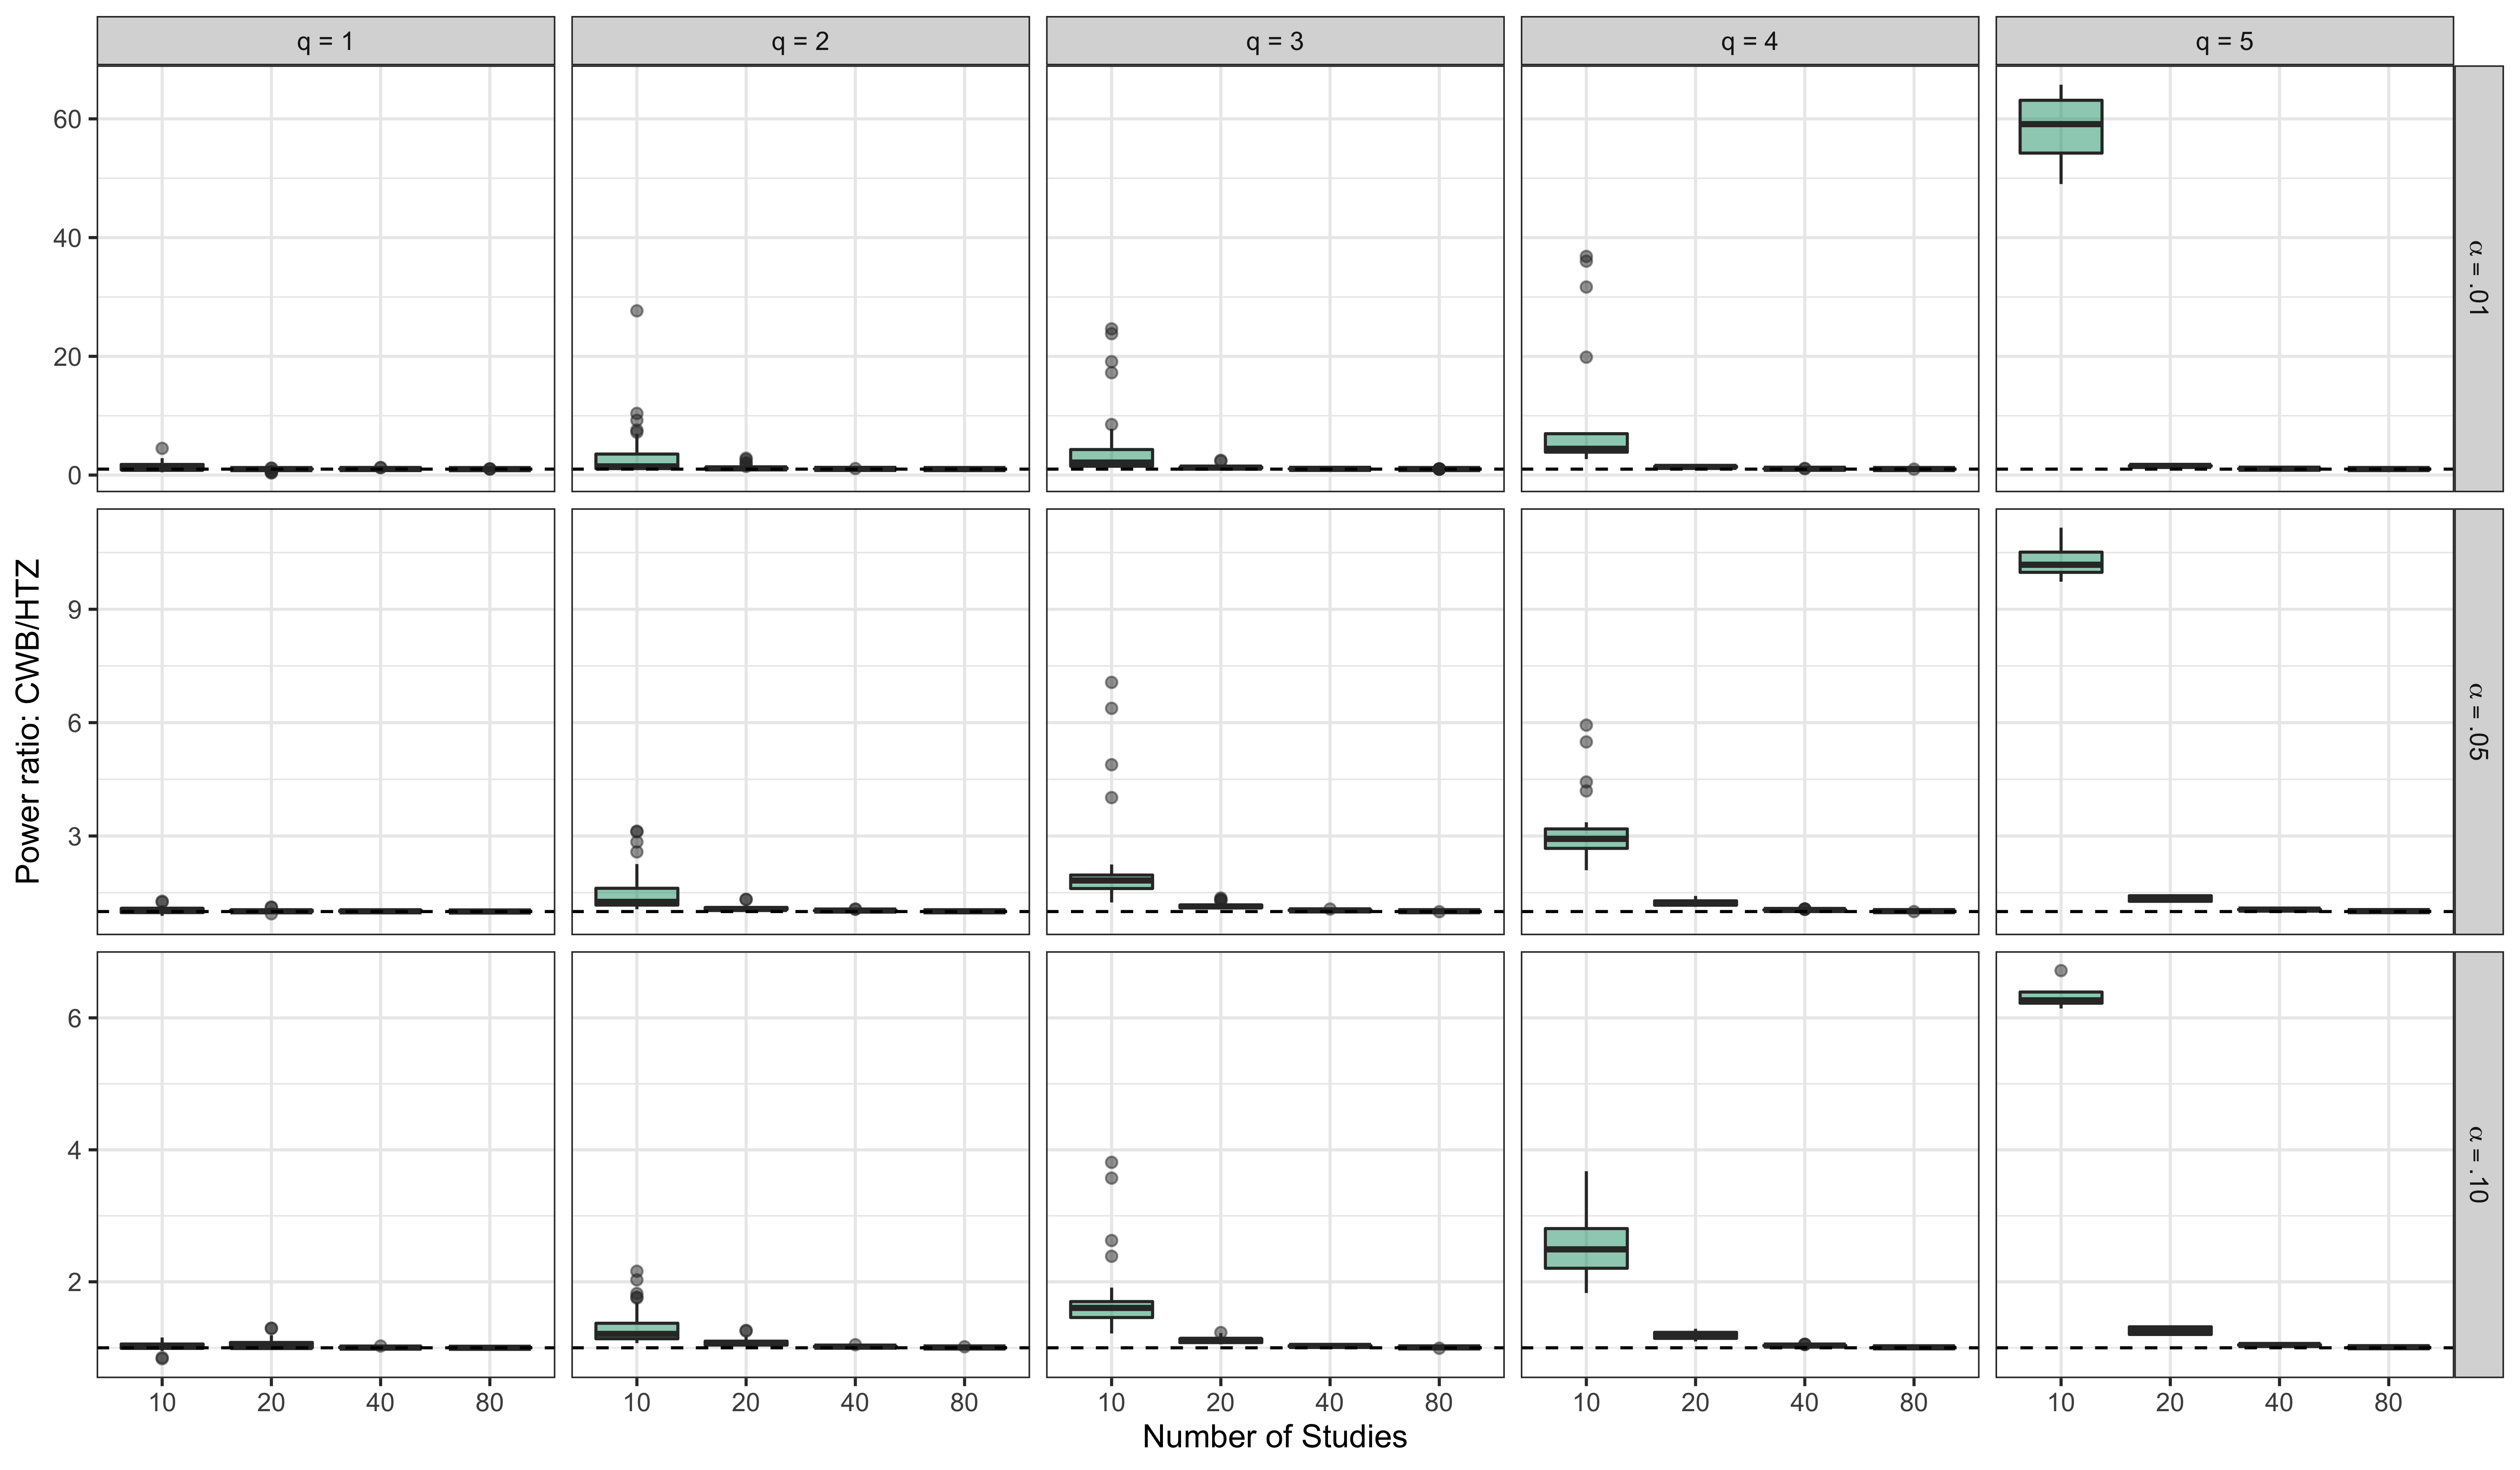 q = 1 q = 2 q = 3 q = 4 q = 5
60
40
20
0
α = .01
9
6
3
α = .05
6
4
2
α = .10
Power ratio: CWB/HTZ
10 20 40 80 10 20 40 80 10 20 40 80 10 20 40 80 10 20 40 80
Number of Studies